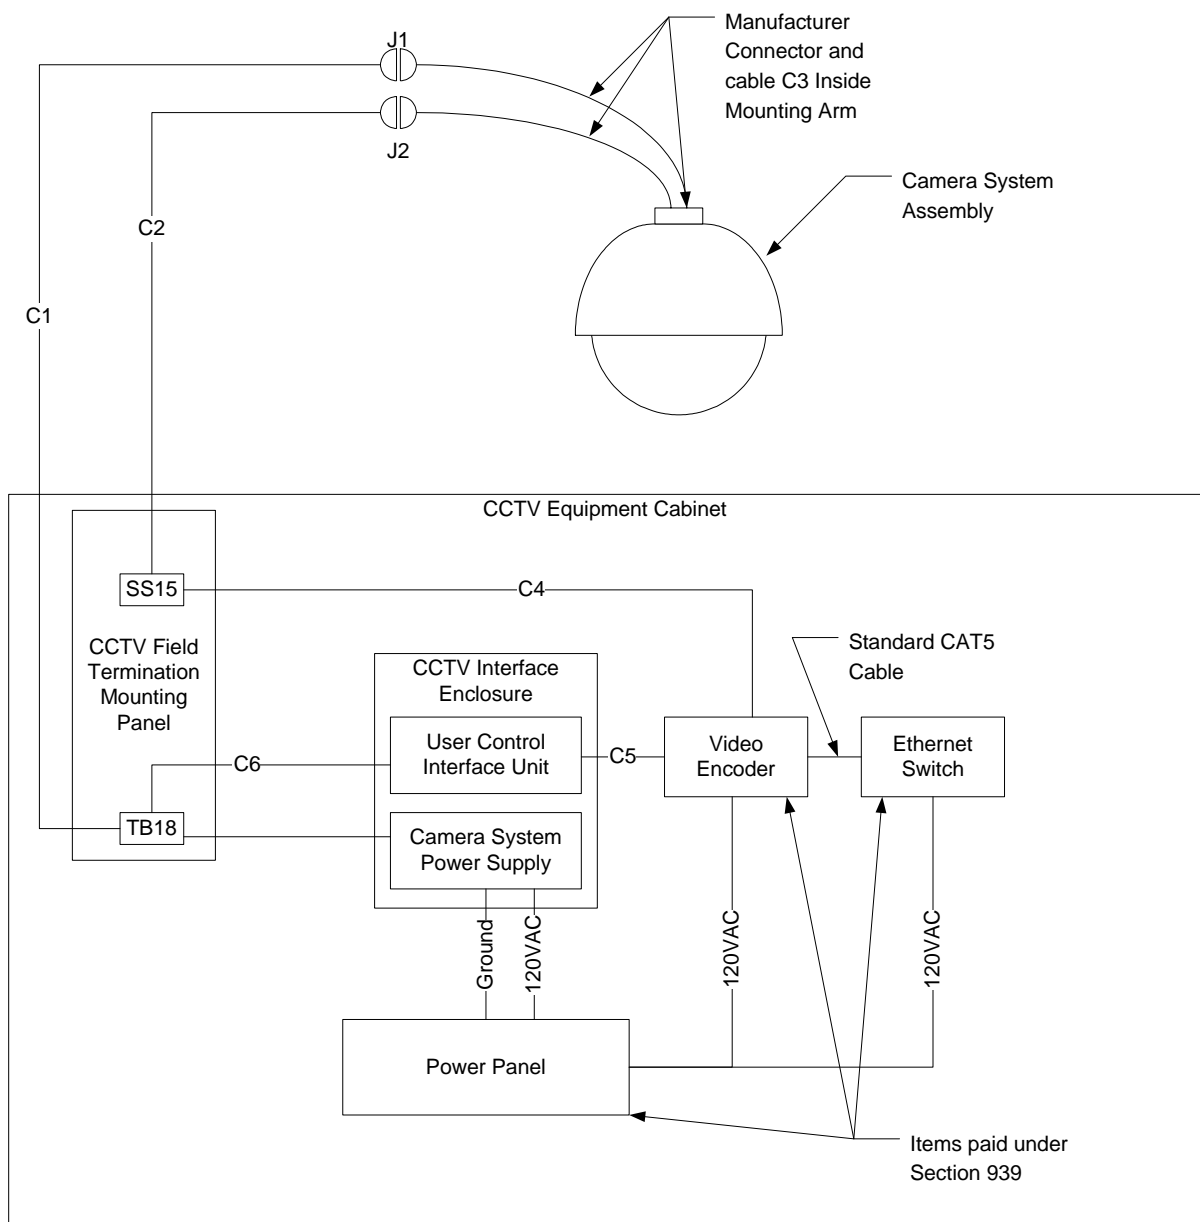 J1
J2
Manufacturer
Connector and
cable C3 Inside
Mounting Arm
Camera System
Assembly
C2
C1
CCTV Equipment Cabinet
SS15
C4
CCTV Field
Termination
Mounting
Panel
CCTV Interface
Enclosure
Standard CAT5
Cable
User Control
Interface Unit
C5
Video
Encoder
Ethernet
Switch
C6
TB18
Camera System
Power Supply
Ground
120VAC
120VAC
120VAC
Power Panel
Items paid under
Section 939